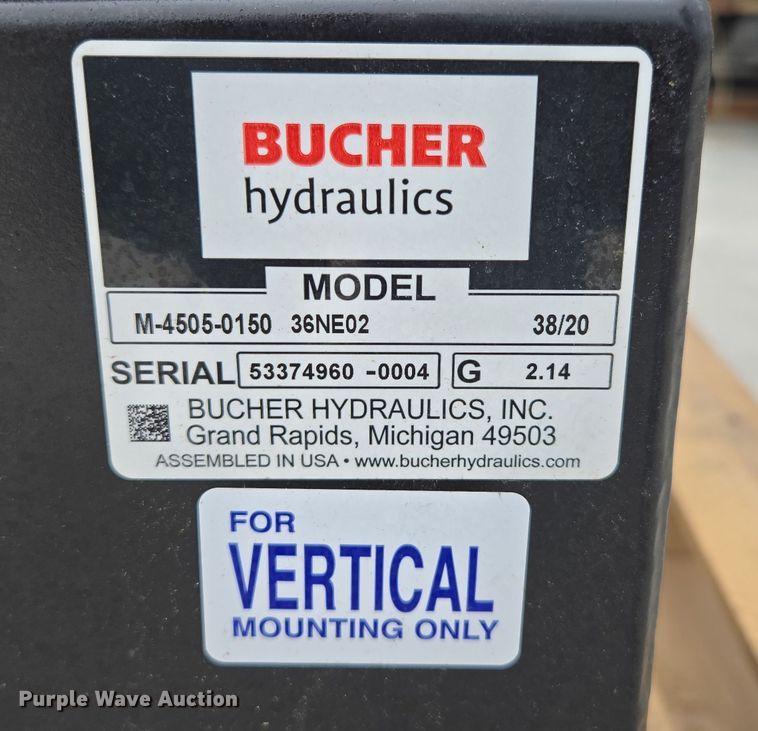 BUCHER
hydraulics
MODEL
M-4505-0150 36NE02 38/20
SERIAL 53374960 -0004 G 2.14
BUCHER HYDRAULICS, INC.
Grand Rapids, Michigan 49503
ASSEMBLED IN USA • www.bucherhydraulics.com
FOR
VERTICAL
MOUNTING ONLY
Purple Wave Auction